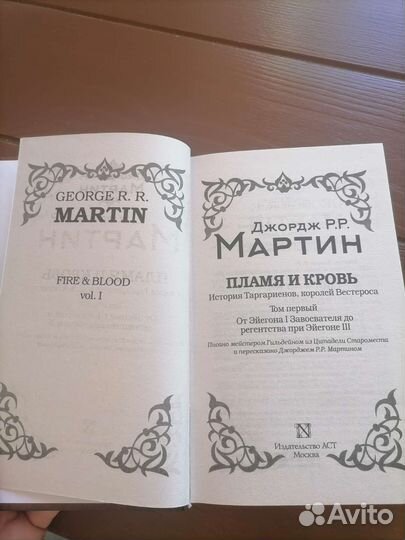 GEORGE R. R.
MARTIN
FIRE & BLOOD
vol. I
Джордж Р.Р.
МАРТИН
ПЛАМЯ И КРОВЬ
История Таргариенов, королей Вестероса
Том первый
От Эйегона I Завоевателя до
регентства при Эйегоне III
Писано мейстером Гильдейном из Цитадели Староместа
и пересказано Джорджем Р.Р. Мартином
Издательство АСТ
Москва
Avito